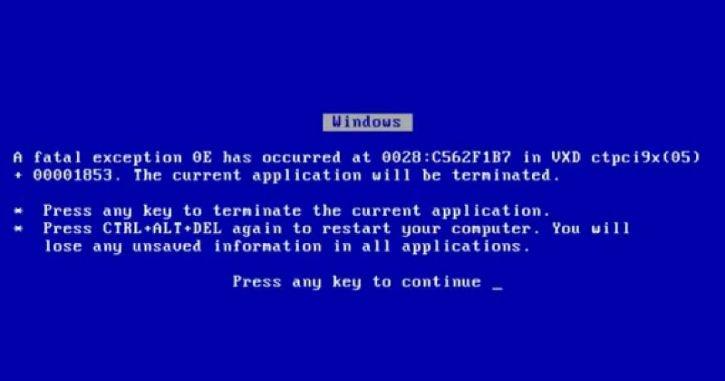 Windows
A fatal exception 0E has occurred at 0028:C562F1B7 in VXD ctpci9x(05)
+ 00001853. The current application will be terminated.
* Press any key to terminate the current application.
* Press CTRL+ALT+DEL again to restart your computer. You will
lose any unsaved information in all applications.
Press any key to continue _